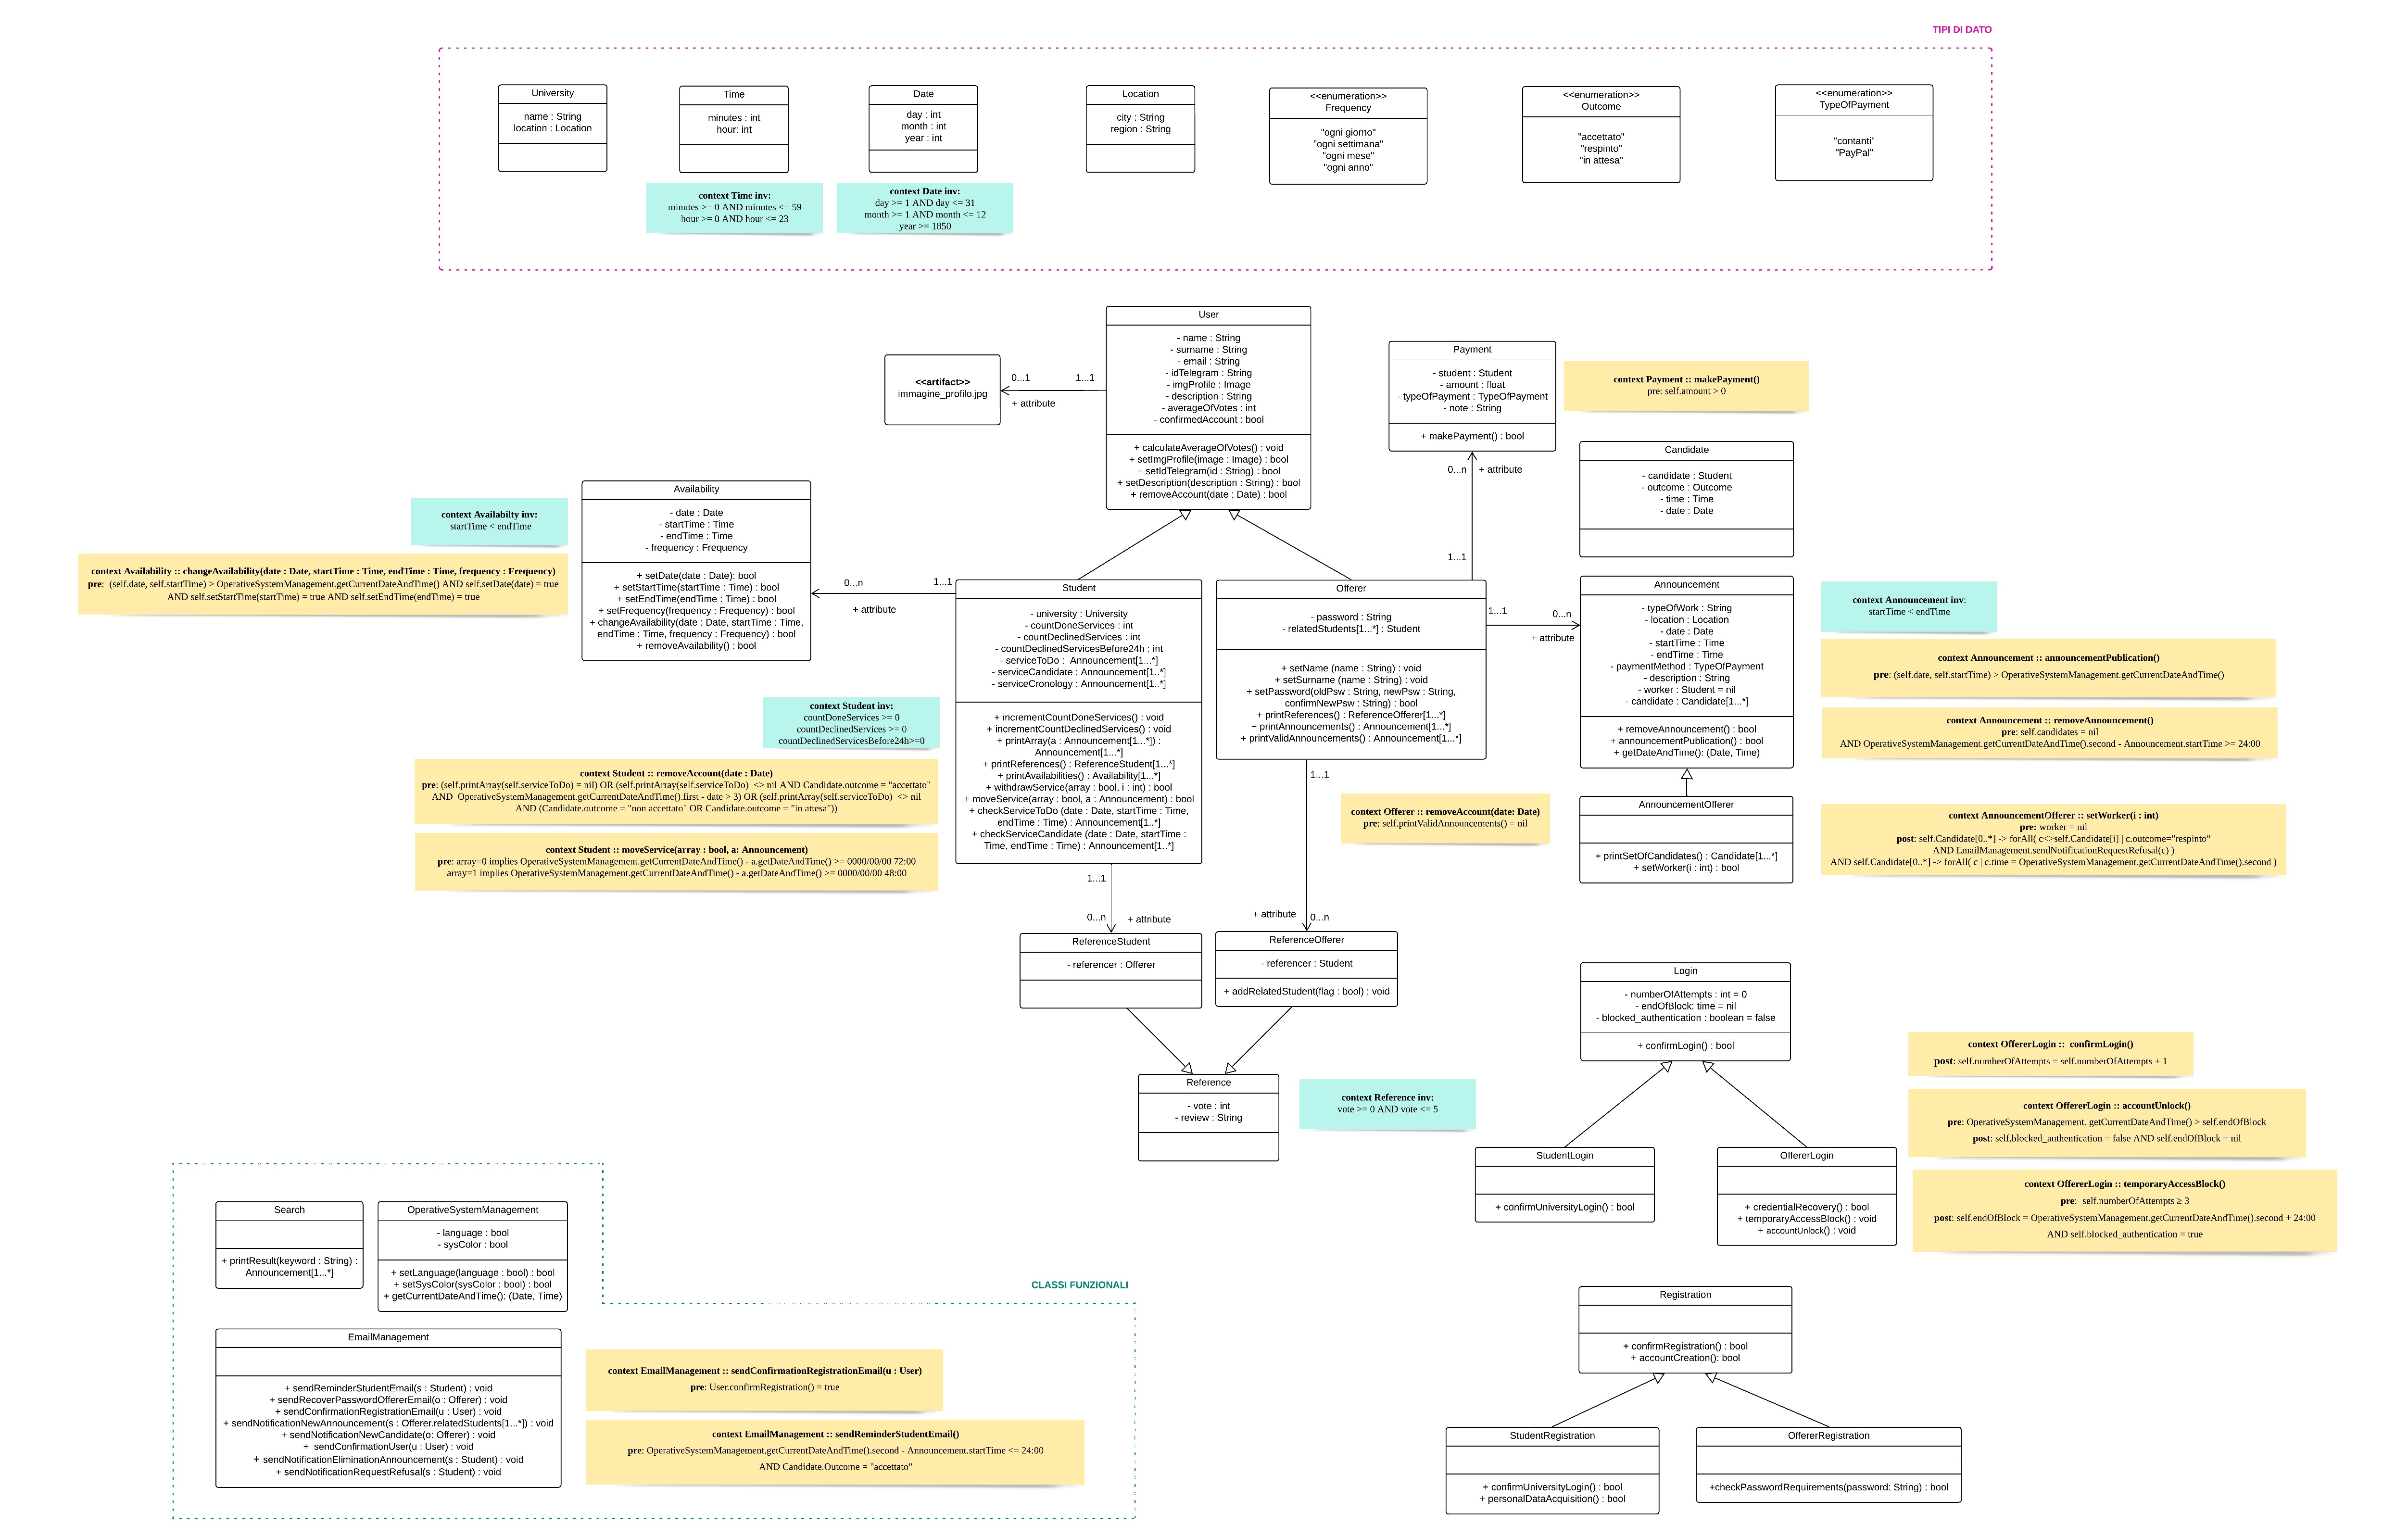 TIPI DI DATO
University
name : String
location : Location
Time
minutes : int
hour: int
context Time inv:
minutes >= 0 AND minutes <= 59
hour >= 0 AND hour <= 23
Date
day : int
month : int
year : int
context Date inv:
day >= 1 AND day <= 31
month >= 1 AND month <= 12
year >= 1850
Location
city : String
region : String
<<enumeration>>
Frequency
"ogni giorno"
"ogni settimana"
"ogni mese"
"ogni anno"
<<enumeration>>
Outcome
"accettato"
"respinto"
"in attesa"
<<enumeration>>
TypeOfPayment
"contanti"
"PayPal"
User
- name : String
- surname : String
- email : String
- idTelegram : String
- imgProfile : Image
- description : String
- averageOfVotes : int
- confirmedAccount : bool
+ calculateAverageOfVotes() : void
+ setImgProfile(image : Image) : bool
+ setIdTelegram(id : String) : bool
+ setDescription(description : String) : bool
+ removeAccount(date : Date) : bool
<<artifact>>
immagine_profilo.jpg
0...1
1...1
+ attribute
Payment
- student : Student
- amount : float
- typeOfPayment : TypeOfPayment
- note : String
+ makePayment() : bool
context Payment :: makePayment()
pre: self.amount > 0
0...n
+ attribute
1...1
Candidate
- candidate : Student
- outcome : Outcome
- time : Time
- date : Date
Availability
- date : Date
- startTime : Time
- endTime : Time
- frequency : Frequency
+ setDate(date : Date): bool
+ setStartTime(startTime : Time) : bool
+ setEndTime(endTime : Time) : bool
+ setFrequency(frequency : Frequency) : bool
+ changeAvailability(date : Date, startTime : Time,
endTime : Time, frequency : Frequency) : bool
+ removeAvailability() : bool
context Availabilty inv:
startTime < endTime
context Availability :: changeAvailability(date : Date, startTime : Time, endTime : Time, frequency : Frequency)
pre: (self.date, self.startTime) > OperativeSystemManagement.getCurrentDateAndTime() AND self.setDate(date) = true
AND self.setStartTime(startTime) = true AND self.setEndTime(endTime) = true
0...n
1...1
+ attribute
Student
- university : University
- countDoneServices : int
- countDeclinedServices : int
- countDeclinedServicesBefore24h : int
- serviceToDo : Announcement[1...*]
- serviceCandidate : Announcement[1..*]
- serviceCronology : Announcement[1..*]
+ incrementCountDoneServices() : void
+ incrementCountDeclinedServices() : void
+ printArray(a : Announcement[1...*]) :
Announcement[1...*]
+ printReferences() : ReferenceStudent[1...*]
+ printAvailabilities() : Availability[1...*]
+ withdrawService(array : bool, i : int) : bool
+ moveService(array : bool, a : Announcement) : bool
+ checkServiceToDo (date : Date, startTime : Time,
endTime : Time) : Announcement[1..*]
+ checkServiceCandidate (date : Date, startTime :
Time, endTime : Time) : Announcement[1..*]
context Student inv:
countDoneServices >= 0
countDeclinedServices >= 0
countDeclinedServicesBefore24h>=0
context Student :: removeAccount(date : Date)
pre: (self.printArray(self.serviceToDo) = nil) OR (self.printArray(self.serviceToDo) <> nil AND Candidate.outcome = "accettato"
AND OperativeSystemManagement.getCurrentDateAndTime().first - date > 3) OR (self.printArray(self.serviceToDo) <> nil
AND (Candidate.outcome = "non accettato" OR Candidate.outcome = "in attesa"))
context Student :: moveService(array : bool, a: Announcement)
pre: array=0 implies OperativeSystemManagement.getCurrentDateAndTime() - a.getDateAndTime() >= 0000/00/00 72:00
array=1 implies OperativeSystemManagement.getCurrentDateAndTime() - a.getDateAndTime() >= 0000/00/00 48:00
Offerer
- password : String
- relatedStudents[1...*] : Student
+ setName (name : String) : void
+ setSurname (name : String) : void
+ setPassword(oldPsw : String, newPsw : String,
confirmNewPsw : String) : bool
+ printReferences() : ReferenceOfferer[1...*]
+ printAnnouncements() : Announcement[1...*]
+ printValidAnnouncements() : Announcement[1...*]
1...1
0...n
+ attribute
context Offerer :: removeAccount(date: Date)
pre: self.printValidAnnouncements() = nil
Announcement
- typeOfWork : String
- location : Location
- date : Date
- startTime : Time
- endTime : Time
- paymentMethod : TypeOfPayment
- description : String
- worker : Student = nil
- candidate : Candidate[1...*]
+ removeAnnouncement() : bool
+ announcementPublication() : bool
+ getDateAndTime(): (Date, Time)
context Announcement inv:
startTime < endTime
context Announcement :: announcementPublication()
pre: (self.date, self.startTime) > OperativeSystemManagement.getCurrentDateAndTime()
context Announcement :: removeAnnouncement()
pre: self.candidates = nil
AND OperativeSystemManagement.getCurrentDateAndTime().second - Announcement.startTime >= 24:00
AnnouncementOfferer
+ printSetOfCandidates() : Candidate[1...*]
+ setWorker(i : int) : bool
context AnnouncementOfferer :: setWorker(i : int)
pre: worker = nil
post: self.Candidate[0..*] -> forAll( c<>self.Candidate[i] | c.outcome="respinto"
AND EmailManagement.sendNotificationRequestRefusal(c) )
AND self.Candidate[0..*] -> forAll( c | c.time = OperativeSystemManagement.getCurrentDateAndTime().second )
1...1
0...n
+ attribute
1...1
+ attribute
0...n
ReferenceStudent
- referencer : Offerer
ReferenceOfferer
- referencer : Student
+ addRelatedStudent(flag : bool) : void
Reference
- vote : int
- review : String
context Reference inv:
vote >= 0 AND vote <= 5
Login
- numberOfAttempts : int = 0
- endOfBlock: time = nil
- blocked_authentication : boolean = false
+ confirmLogin() : bool
StudentLogin
+ confirmUniversityLogin() : bool
OffererLogin
+ credentialRecovery() : bool
+ temporaryAccessBlock() : void
+ accountUnlock() : void
context OffererLogin :: confirmLogin()
post: self.numberOfAttempts = self.numberOfAttempts + 1
context OffererLogin :: accountUnlock()
pre: OperativeSystemManagement. getCurrentDateAndTime() > self.endOfBlock
post: self.blocked_authentication = false AND self.endOfBlock = nil
context OffererLogin :: temporaryAccessBlock()
pre: self.numberOfAttempts ≥ 3
post: self.endOfBlock = OperativeSystemManagement.getCurrentDateAndTime().second + 24:00
AND self.blocked_authentication = true
Registration
+ confirmRegistration() : bool
+ accountCreation(): bool
StudentRegistration
+ confirmUniversityLogin() : bool
+ personalDataAcquisition() : bool
OffererRegistration
+checkPasswordRequirements(password: String) : bool
CLASSI FUNZIONALI
Search
+ printResult(keyword : String) :
Announcement[1...*]
OperativeSystemManagement
- language : bool
- sysColor : bool
+ setLanguage(language : bool) : bool
+ setSysColor(sysColor : bool) : bool
+ getCurrentDateAndTime(): (Date, Time)
EmailManagement
+ sendReminderStudentEmail(s : Student) : void
+ sendRecoverPasswordOffererEmail(o : Offerer) : void
+ sendConfirmationRegistrationEmail(u : User) : void
+ sendNotificationNewAnnouncement(s : Offerer.relatedStudents[1...*]) : void
+ sendNotificationNewCandidate(o: Offerer) : void
+ sendConfirmationUser(u : User) : void
+ sendNotificationEliminationAnnouncement(s : Student) : void
+ sendNotificationRequestRefusal(s : Student) : void
context EmailManagement :: sendConfirmationRegistrationEmail(u : User)
pre: User.confirmRegistration() = true
context EmailManagement :: sendReminderStudentEmail()
pre: OperativeSystemManagement.getCurrentDateAndTime().second - Announcement.startTime <= 24:00
AND Candidate.Outcome = "accettato"